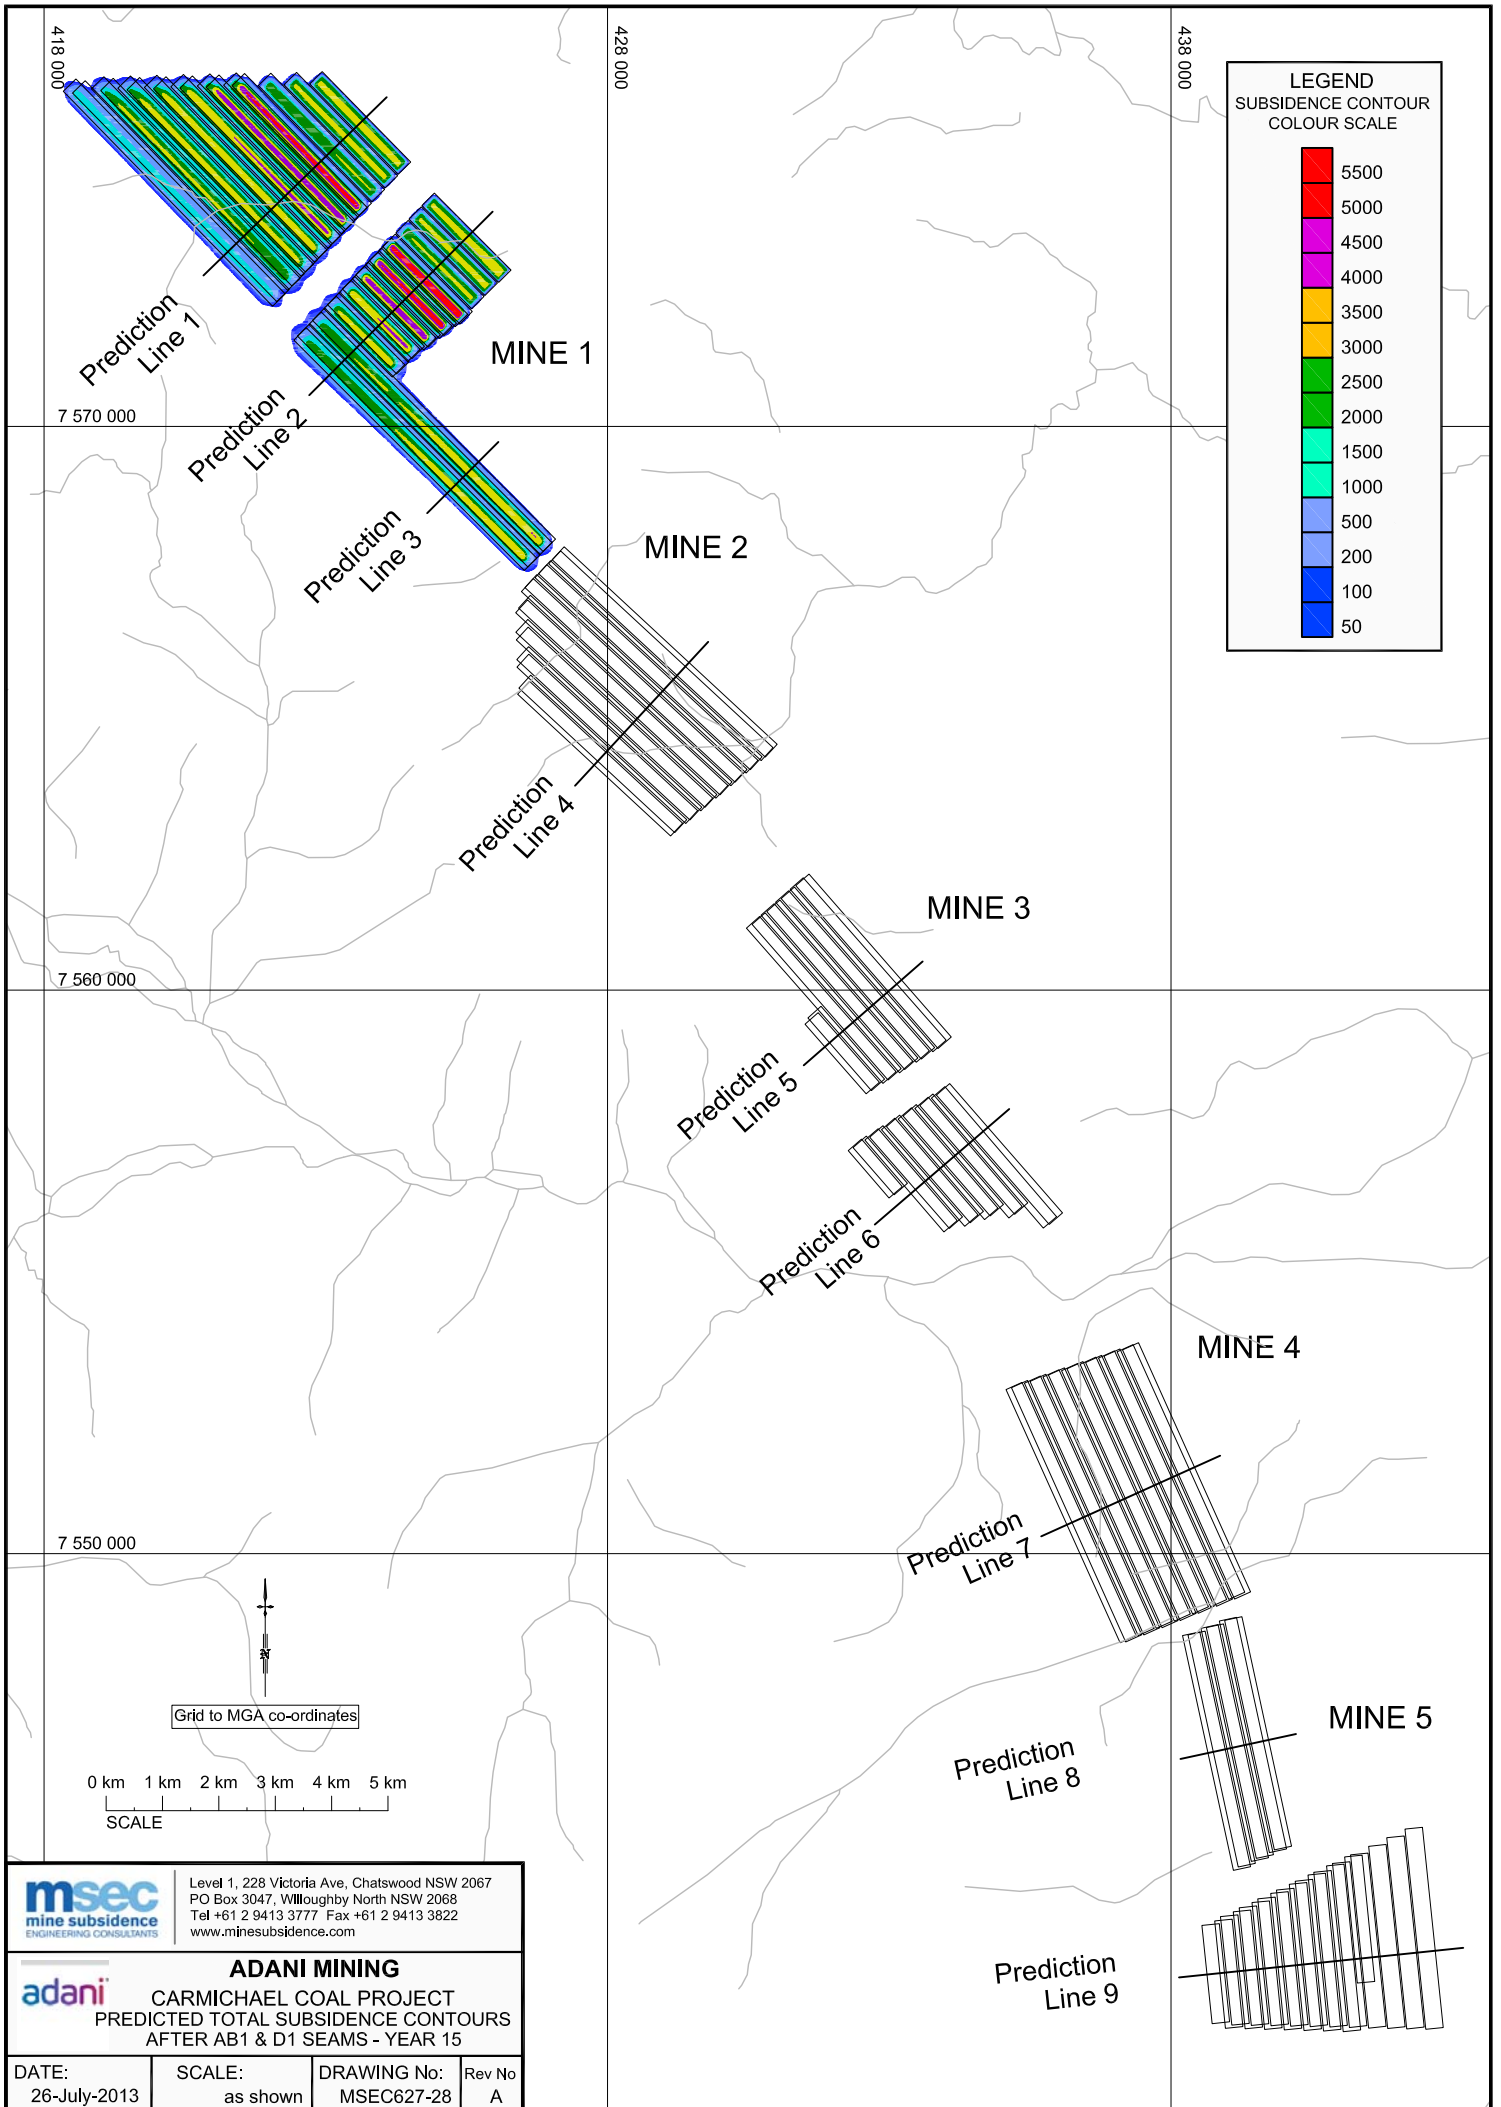 418 000
428 000
438 000
LEGEND
SUBSIDENCE CONTOUR
COLOUR SCALE
5500
5000
4500
4000
3500
3000
2500
2000
1500
1000
500
200
100
50
Prediction
Line 1
MINE 1
Prediction
Line 2
7 570 000
Prediction
Line 3
MINE 2
Prediction
Line 4
MINE 3
7 560 000
Prediction
Line 5
Prediction
Line 6
MINE 4
7 550 000
Prediction
Line 7
N
Grid to MGA co-ordinates
MINE 5
Prediction
Line 8
0 km 1 km 2 km 3 km 4 km 5 km
SCALE
Prediction
Line 9
msec
mine subsidence
ENGINEERING CONSULTANTS
Level 1, 228 Victoria Ave, Chatswood NSW 2067
PO Box 3047, Willoughby North NSW 2068
Tel +61 2 9413 3777 Fax +61 2 9413 3822
www.minesubsidence.com
adani
ADANI MINING
CARMICHAEL COAL PROJECT
PREDICTED TOTAL SUBSIDENCE CONTOURS
AFTER AB1 & D1 SEAMS - YEAR 15
DATE:
26-July-2013
SCALE:
as shown
DRAWING No:
MSEC627-28
Rev No
A